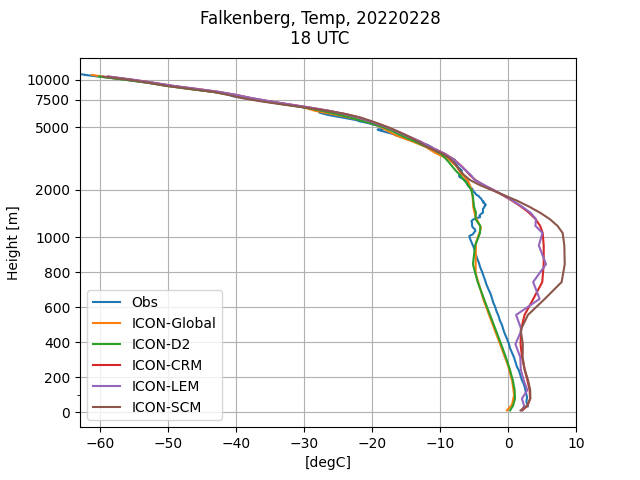 Falkenberg, Temp, 20220228
18 UTC
Height [m]
10000
7500
5000
2000
1000
800
600
400
200
0
Obs
ICON-Global
ICON-D2
ICON-CRM
ICON-LEM
ICON-SCM
−60 −50 −40 −30 −20 −10 0 10
[degC]